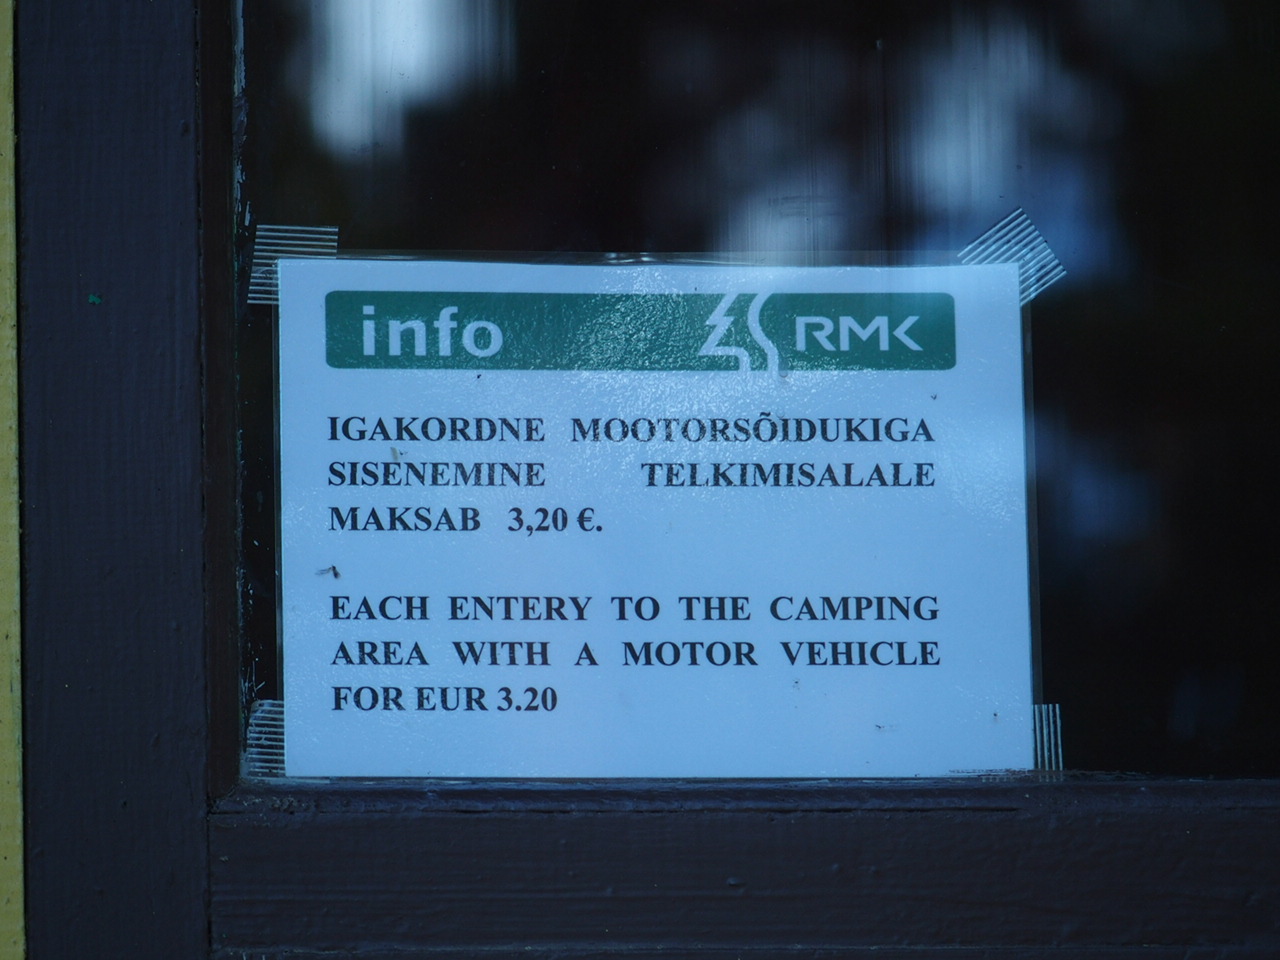 info RMK
IGAKORDNE MOOTORSÕIDUKIGA
SISENEMINE TELKIMISALALE
MAKSAB 3,20 €.
EACH ENTERY TO THE CAMPING
AREA WITH A MOTOR VEHICLE
FOR EUR 3.20